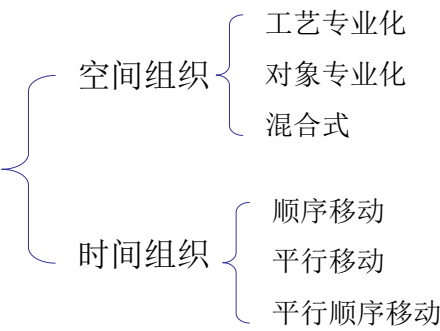 工艺专业化
空间组织
对象专业化
混合式
顺序移动
时间组织
平行移动
平行顺序移动